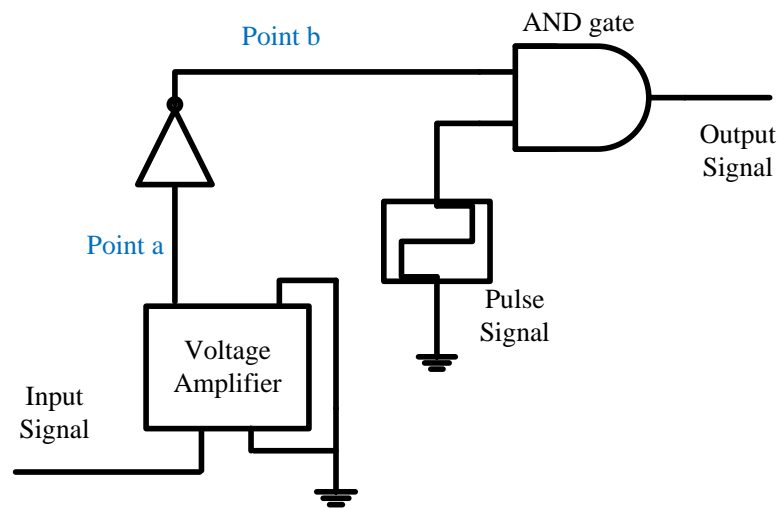 AND gate
Point b
Output
Signal
Point a
Pulse
Signal
Voltage
Amplifier
Input
Signal